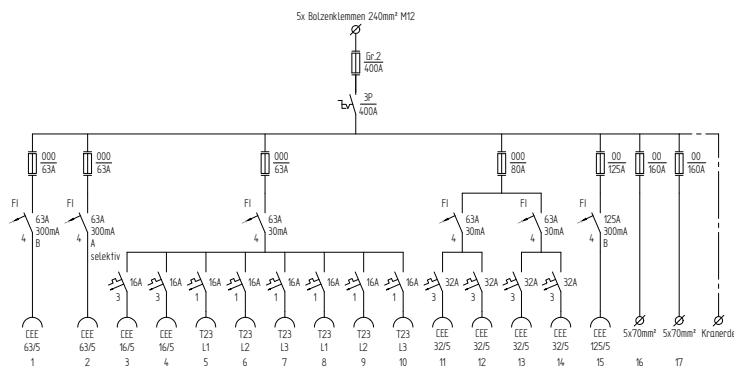 5x Bolzenklemmen 240mm² M12
Gr.2
400A
3P
400A
000
63A
000
63A
000
63A
000
80A
00
125A
00
160A
00
160A
FI
63A
300mA
4
B
FI
63A
300mA
4
A
selektiv
FI
63A
30mA
4
FI
63A
30mA
4
FI
63A
30mA
4
FI
125A
300mA
4
B
16A
3
16A
3
16A
1
16A
1
16A
1
16A
1
16A
1
16A
1
32A
3
32A
3
32A
3
32A
3
CEE
63/5
1
CEE
63/5
2
CEE
16/5
3
CEE
16/5
4
T23
L1
5
T23
L2
6
T23
L3
7
T23
L1
8
T23
L2
9
T23
L3
10
CEE
32/5
11
CEE
32/5
12
CEE
32/5
13
CEE
32/5
14
CEE
125/5
15
5x70mm²
16
5x70mm²
17
Kranerde